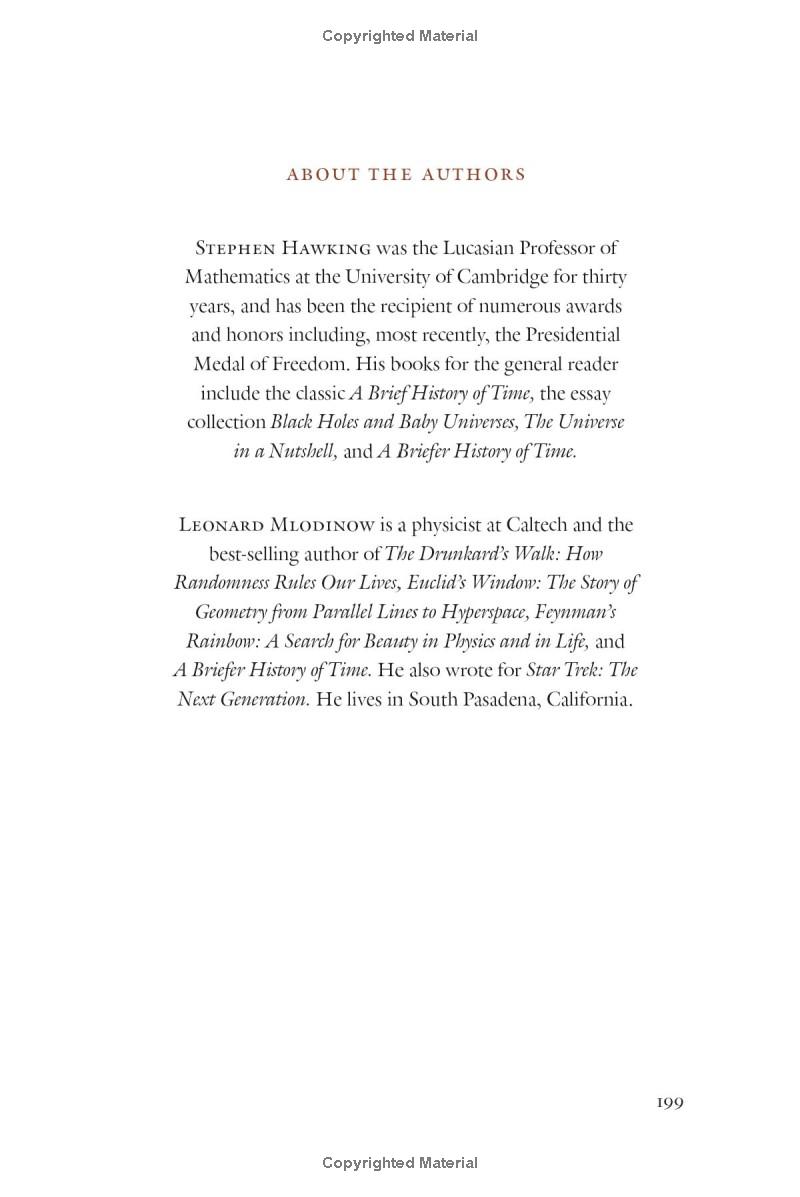 Copyrighted Material
ABOUT THE AUTHORS
Stephen Hawking was the Lucasian Professor of
Mathematics at the University of Cambridge for thirty
years, and has been the recipient of numerous awards
and honors including, most recently, the Presidential
Medal of Freedom. His books for the general reader
include the classic A Brief History of Time, the essay
collection Black Holes and Baby Universes, The Universe
in a Nutshell, and A Briefer History of Time.
Leonard Mlodinow is a physicist at Caltech and the
best-selling author of The Drunkard’s Walk: How
Randomness Rules Our Lives, Euclid’s Window: The Story of
Geometry from Parallel Lines to Hyperspace, Feynman’s
Rainbow: A Search for Beauty in Physics and in Life, and
A Briefer History of Time. He also wrote for Star Trek: The
Next Generation. He lives in South Pasadena, California.
199
Copyrighted Material